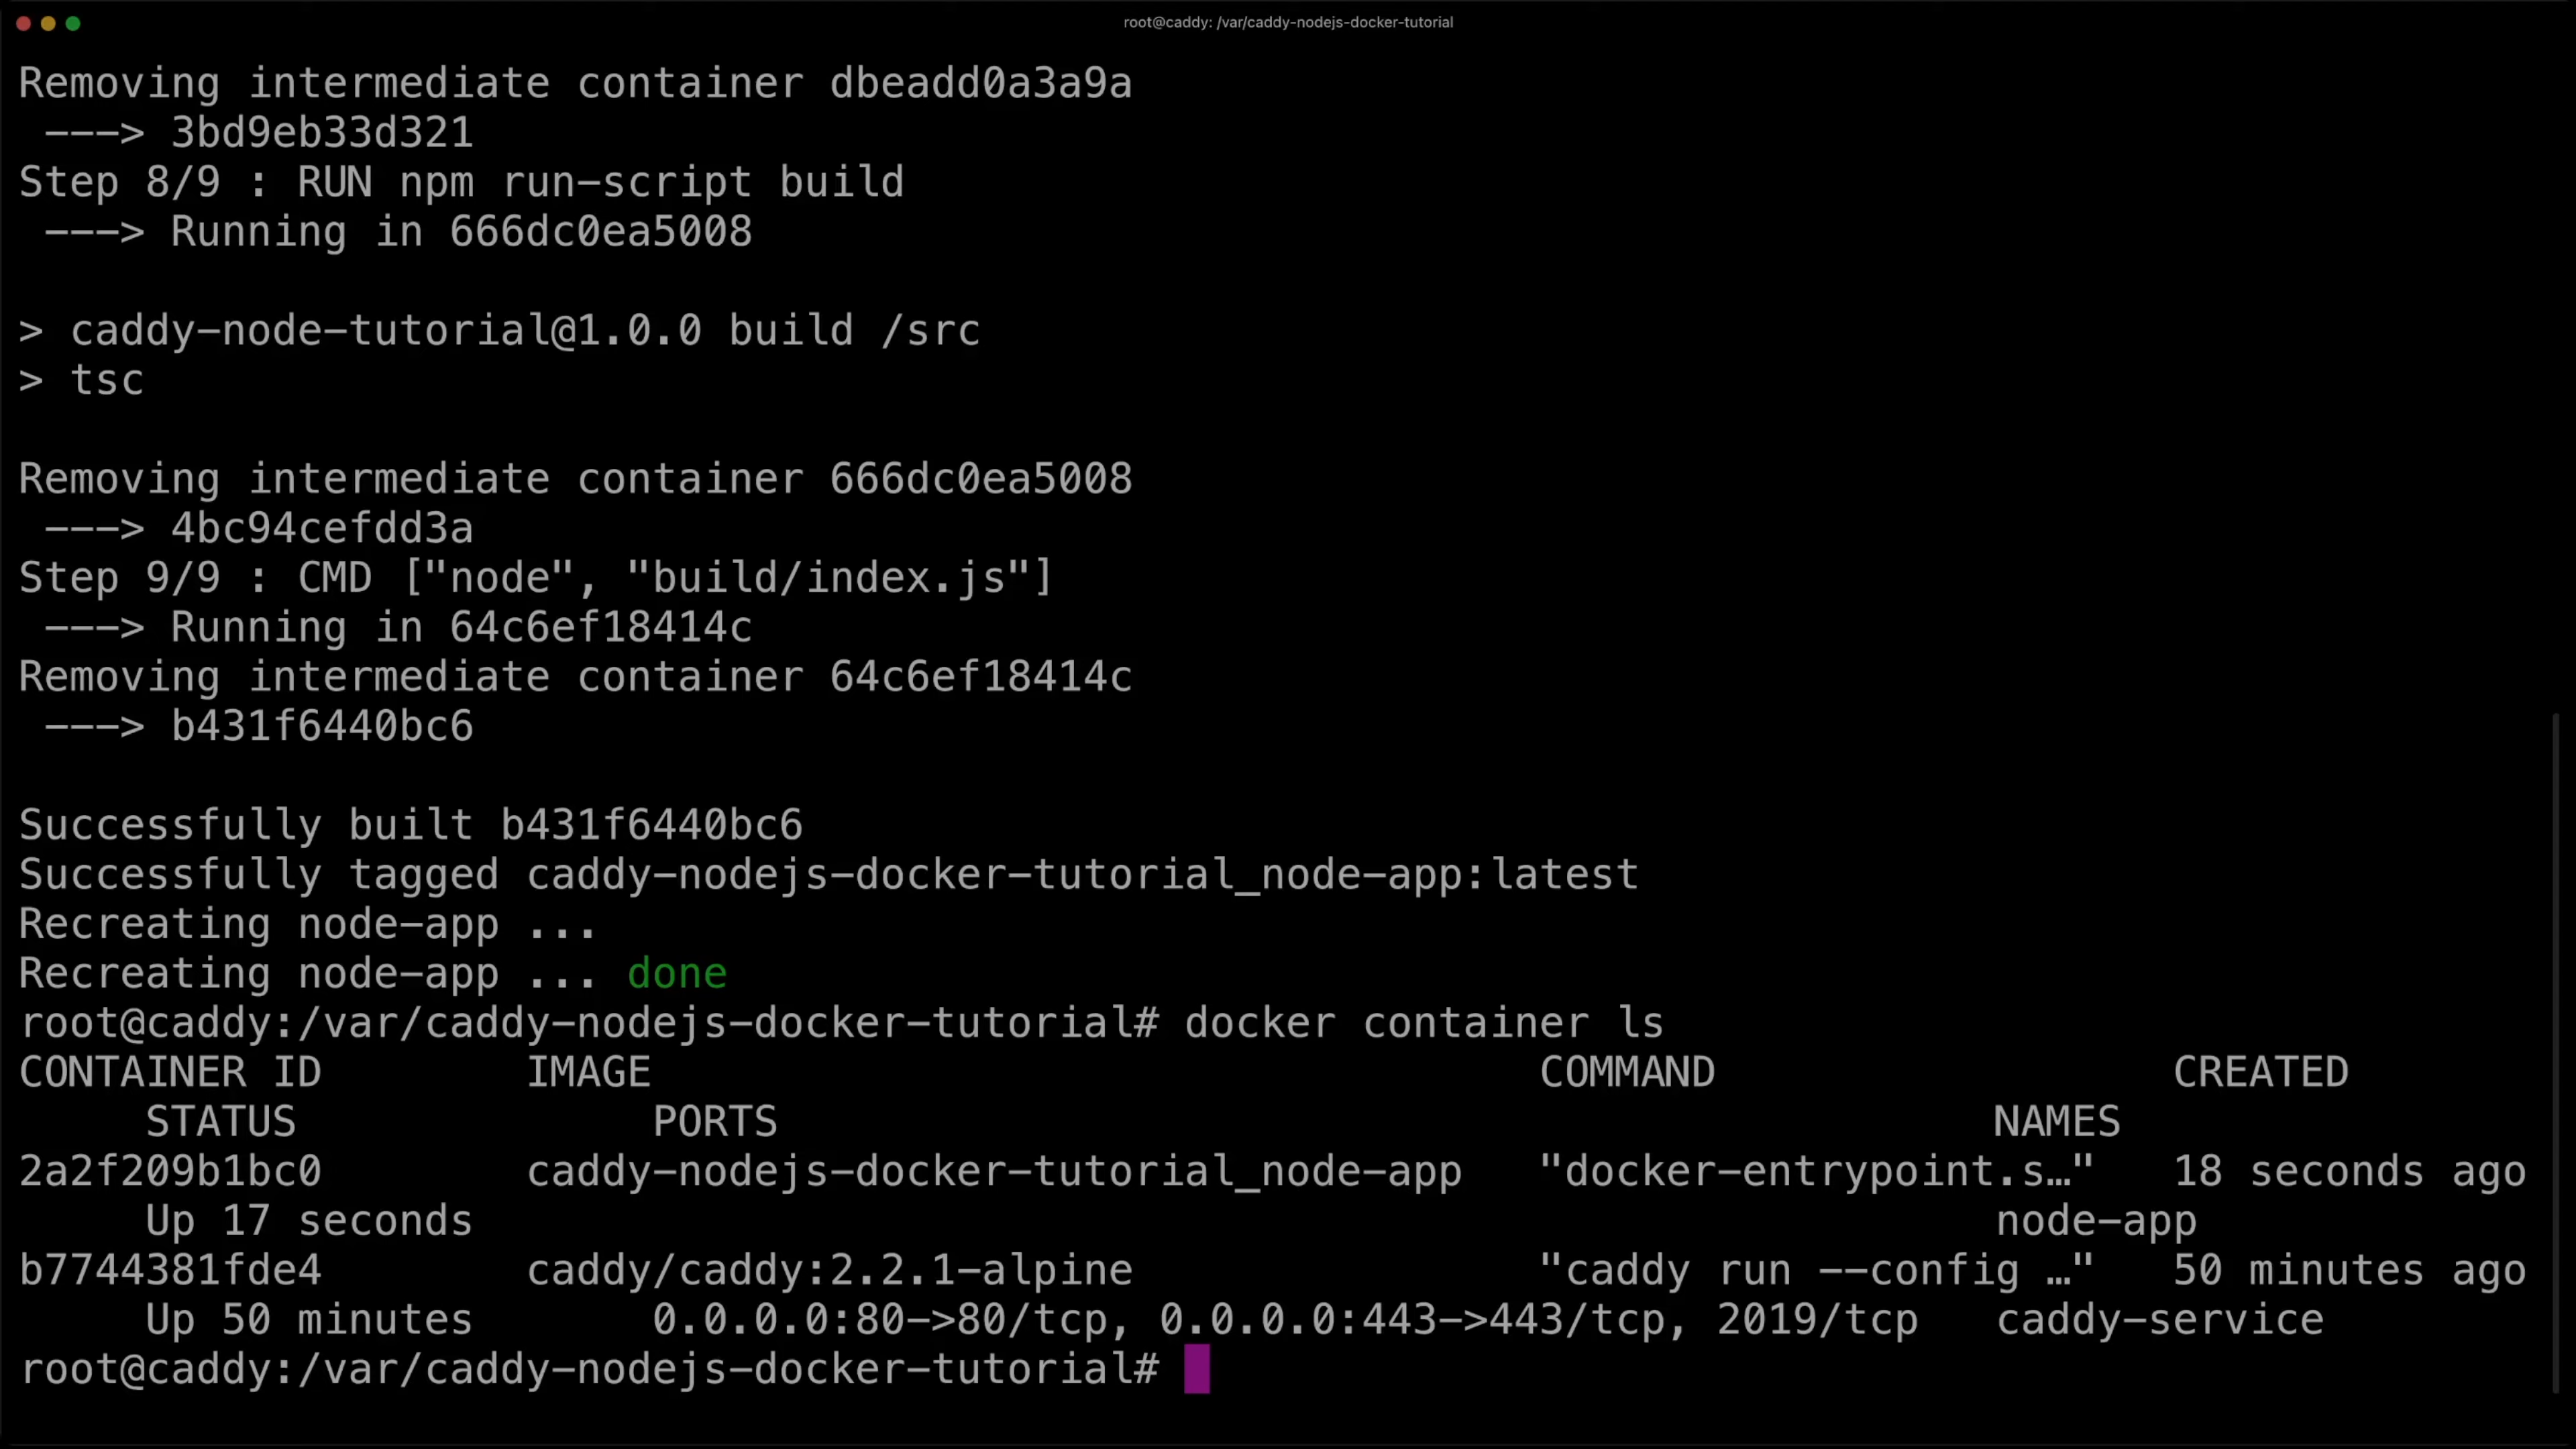 root@caddy: /var/caddy-nodejs-docker-tutorial
Removing intermediate container dbeadd0a3a9a
 ---> 3bd9eb33d321
Step 8/9 : RUN npm run-script build
 ---> Running in 666dc0ea5008
> caddy-node-tutorial@1.0.0 build /src
> tsc
Removing intermediate container 666dc0ea5008
 ---> 4bc94cefdd3a
Step 9/9 : CMD ["node", "build/index.js"]
 ---> Running in 64c6ef18414c
Removing intermediate container 64c6ef18414c
 ---> b431f6440bc6
Successfully built b431f6440bc6
Successfully tagged caddy-nodejs-docker-tutorial_node-app:latest
Recreating node-app ...
Recreating node-app ... done
root@caddy:/var/caddy-nodejs-docker-tutorial# docker container ls
CONTAINER ID        IMAGE                                   COMMAND                  CREATED
     STATUS              PORTS                                                NAMES
2a2f209b1bc0        caddy-nodejs-docker-tutorial_node-app   "docker-entrypoint.s…"   18 seconds ago
     Up 17 seconds                                                            node-app
b7744381fde4        caddy/caddy:2.2.1-alpine                "caddy run --config …"   50 minutes ago
     Up 50 minutes       0.0.0.0:80->80/tcp, 0.0.0.0:443->443/tcp, 2019/tcp   caddy-service
root@caddy:/var/caddy-nodejs-docker-tutorial#